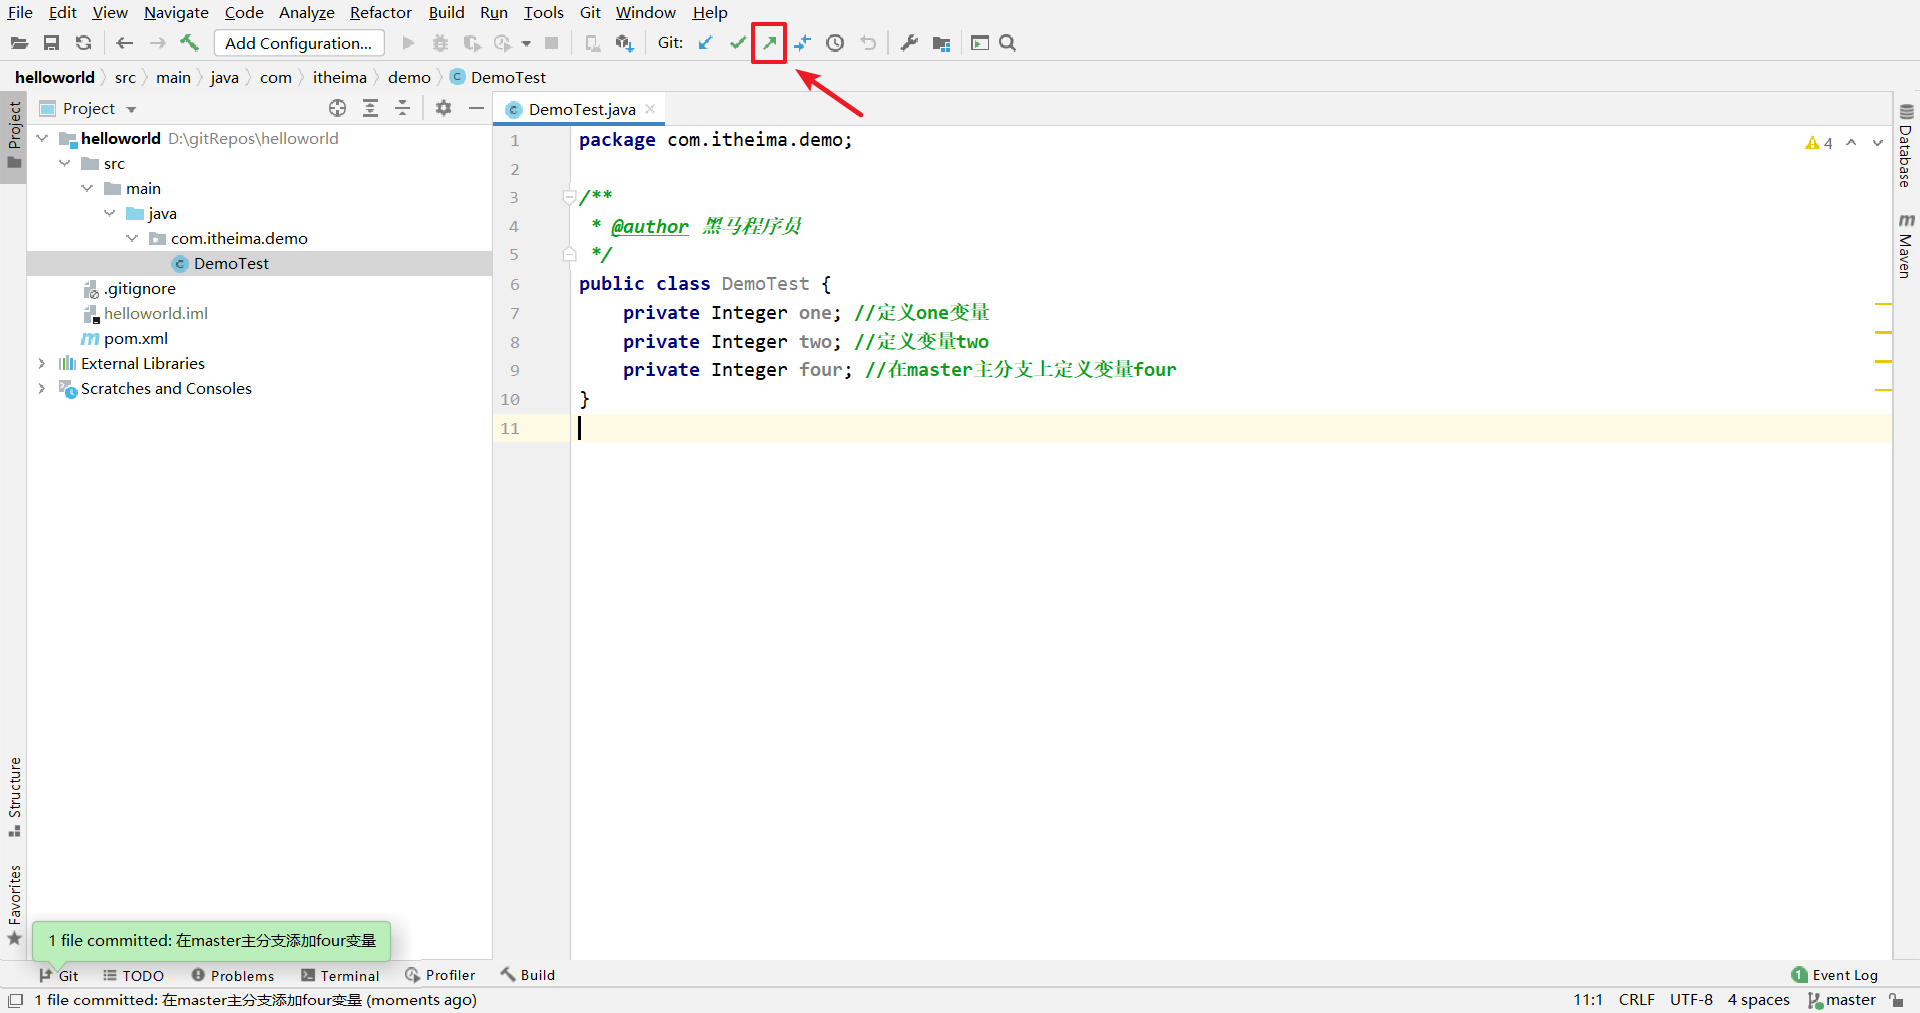 File Edit View Navigate Code Analyze Refactor Build Run Tools Git Window Help
Add Configuration... Git:
helloworld src main java com itheima demo DemoTest
Project
Project
DemoTest.java
helloworld D:\gitRepos\helloworld
src
main
java
com.itheima.demo
DemoTest
.gitignore
helloworld.iml
pom.xml
External Libraries
Scratches and Consoles
1 package com.itheima.demo;
2
3 /**
4 * @author 黑马程序员
5 */
6 public class DemoTest {
7 private Integer one; //定义one变量
8 private Integer two; //定义变量two
9 private Integer four; //在master主分支上定义变量four
10 }
11
4
Database
Maven
Structure
Favorites
1 file committed: 在master主分支添加four变量
Git TODO Problems Terminal Profiler Build 1 Event Log
1 file committed: 在master主分支添加four变量 (moments ago) 11:1 CRLF UTF-8 4 spaces master